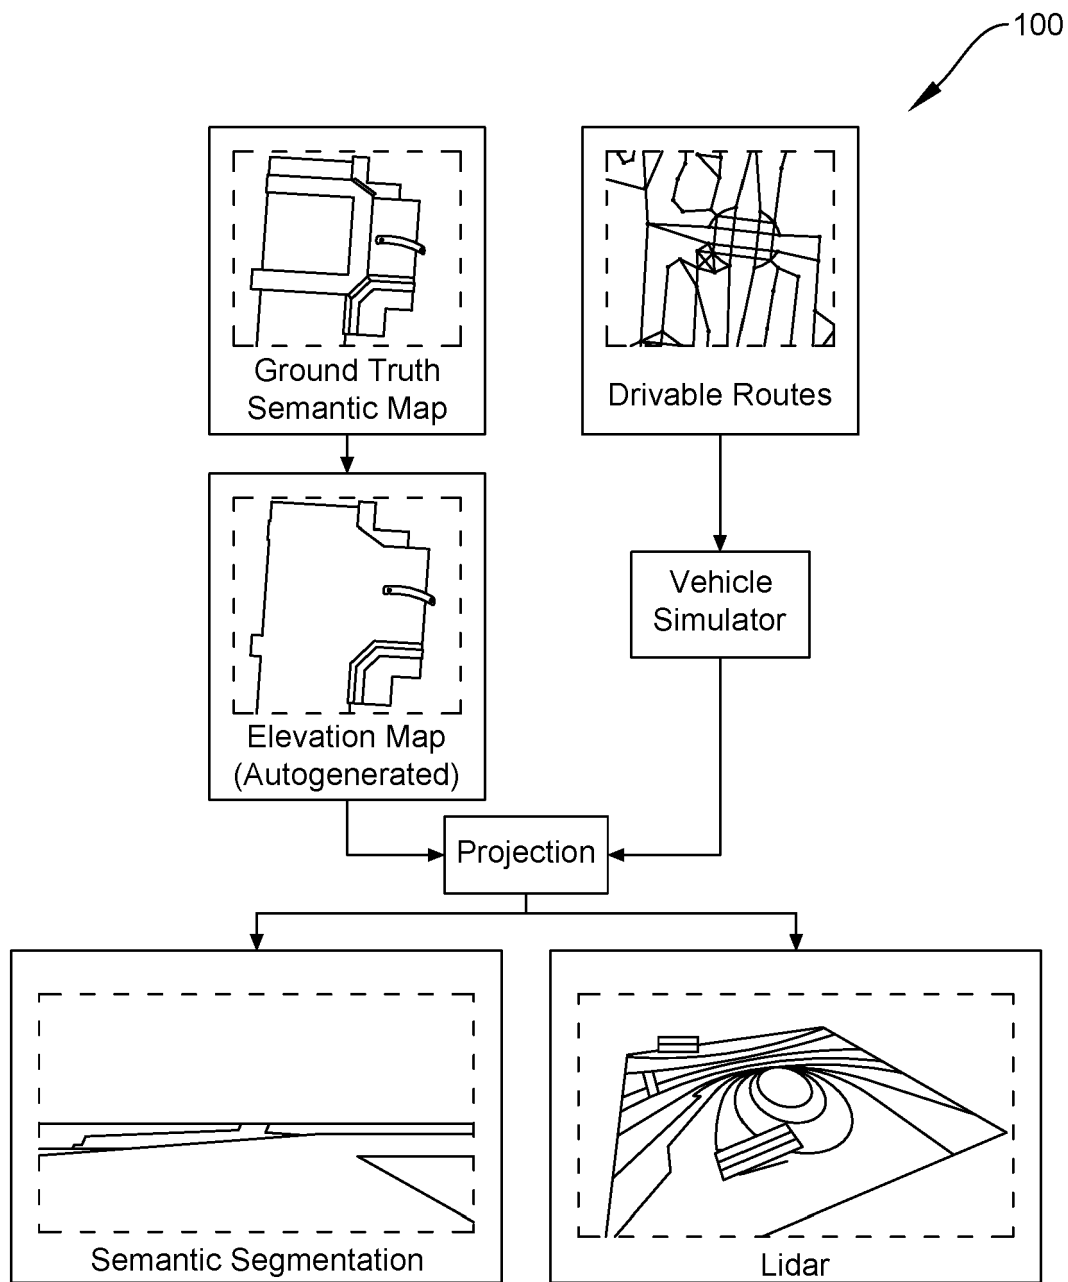 100
Ground Truth
Semantic Map
Drivable Routes
Elevation Map
(Autogenerated)
Vehicle
Simulator
Projection
Semantic Segmentation
Lidar